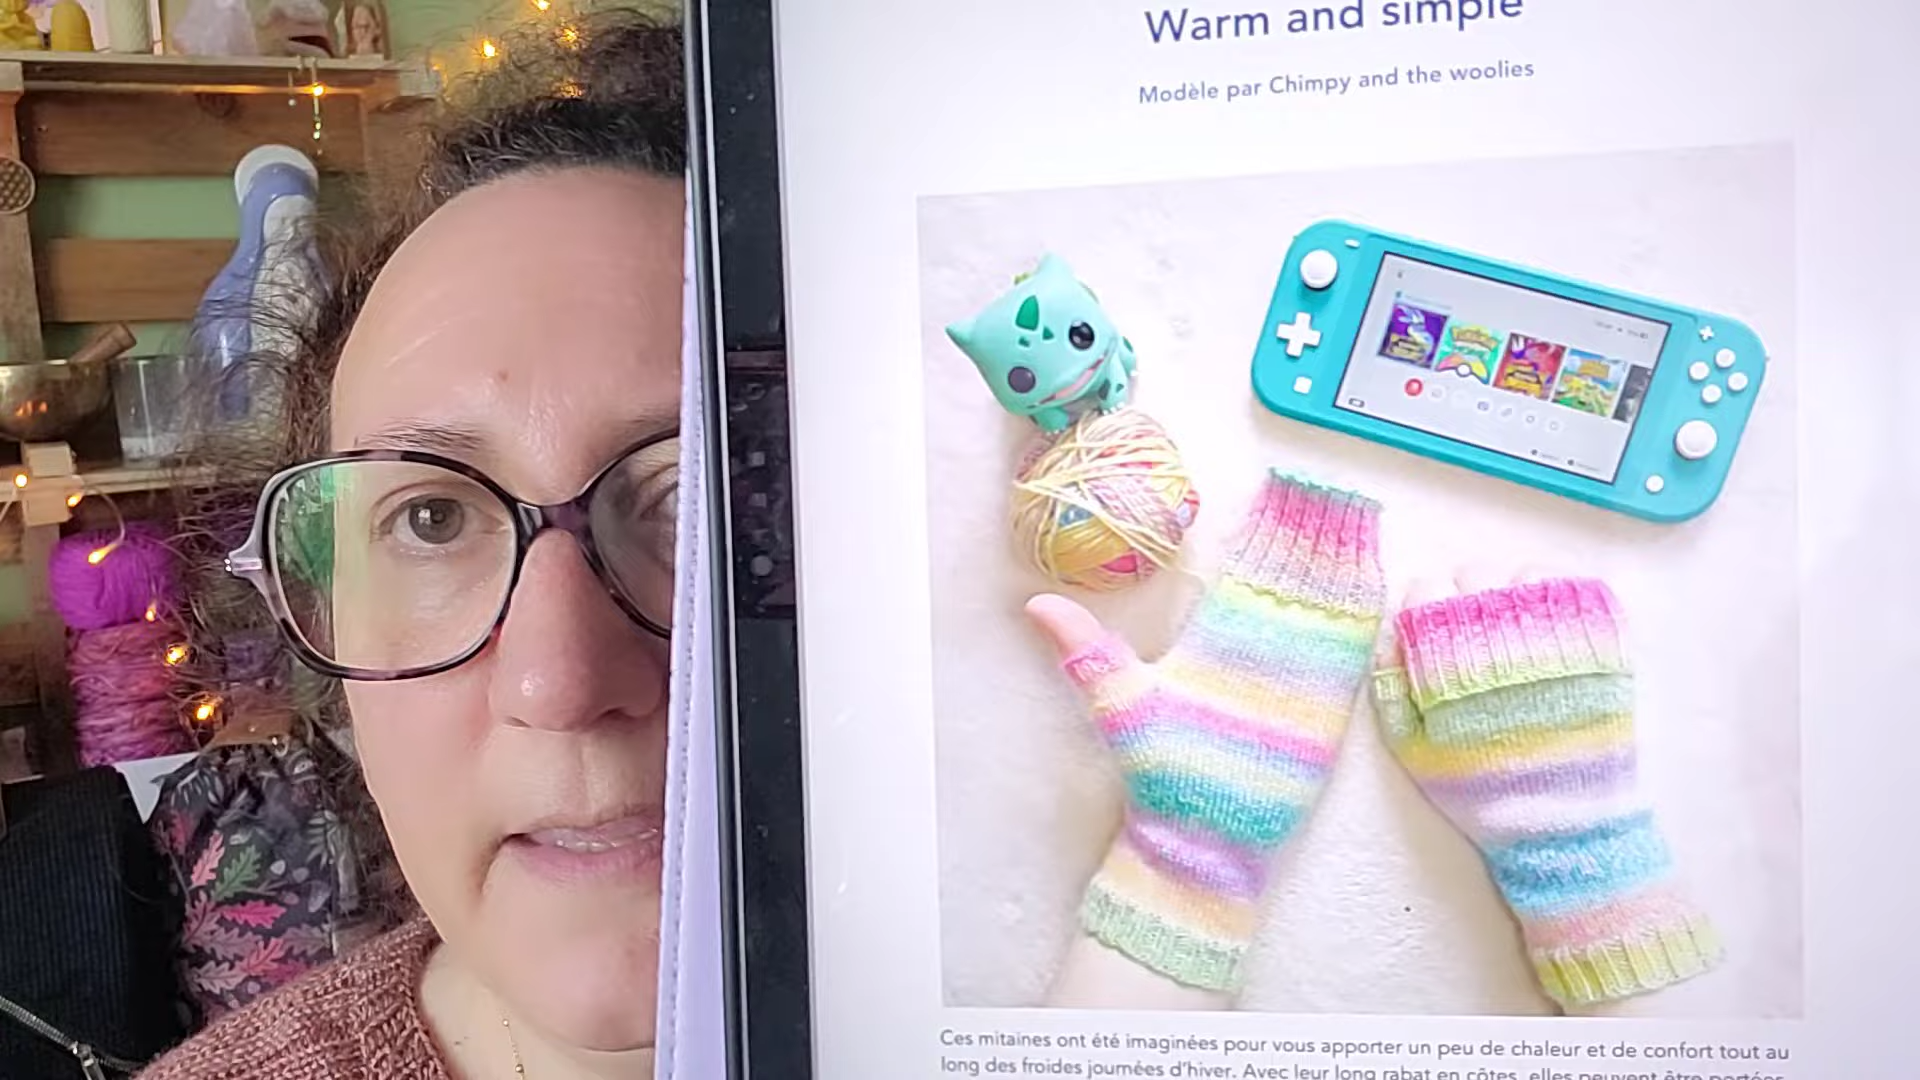 Warm and simple
Modèle par Chimpy and the woolies
Ces mitaines ont été imaginées pour vous apporter un peu de chaleur et de confort tout au
long des froides journées d'hiver. Avec leur long rabat en côtes, elles peuvent être portées